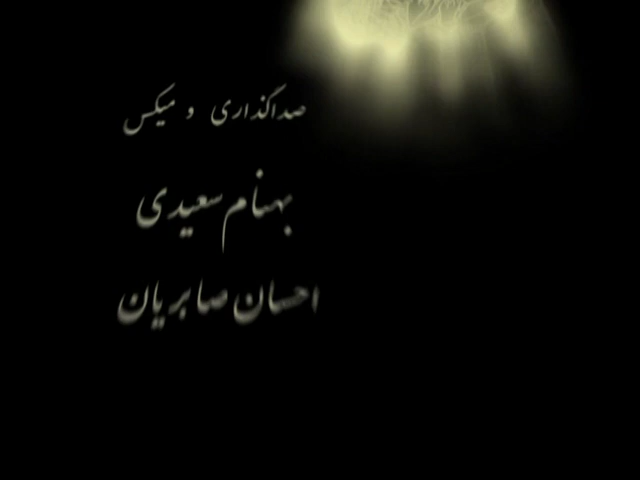 صداگذاری و میکس
بهنام سعیدی
احسان صابریان